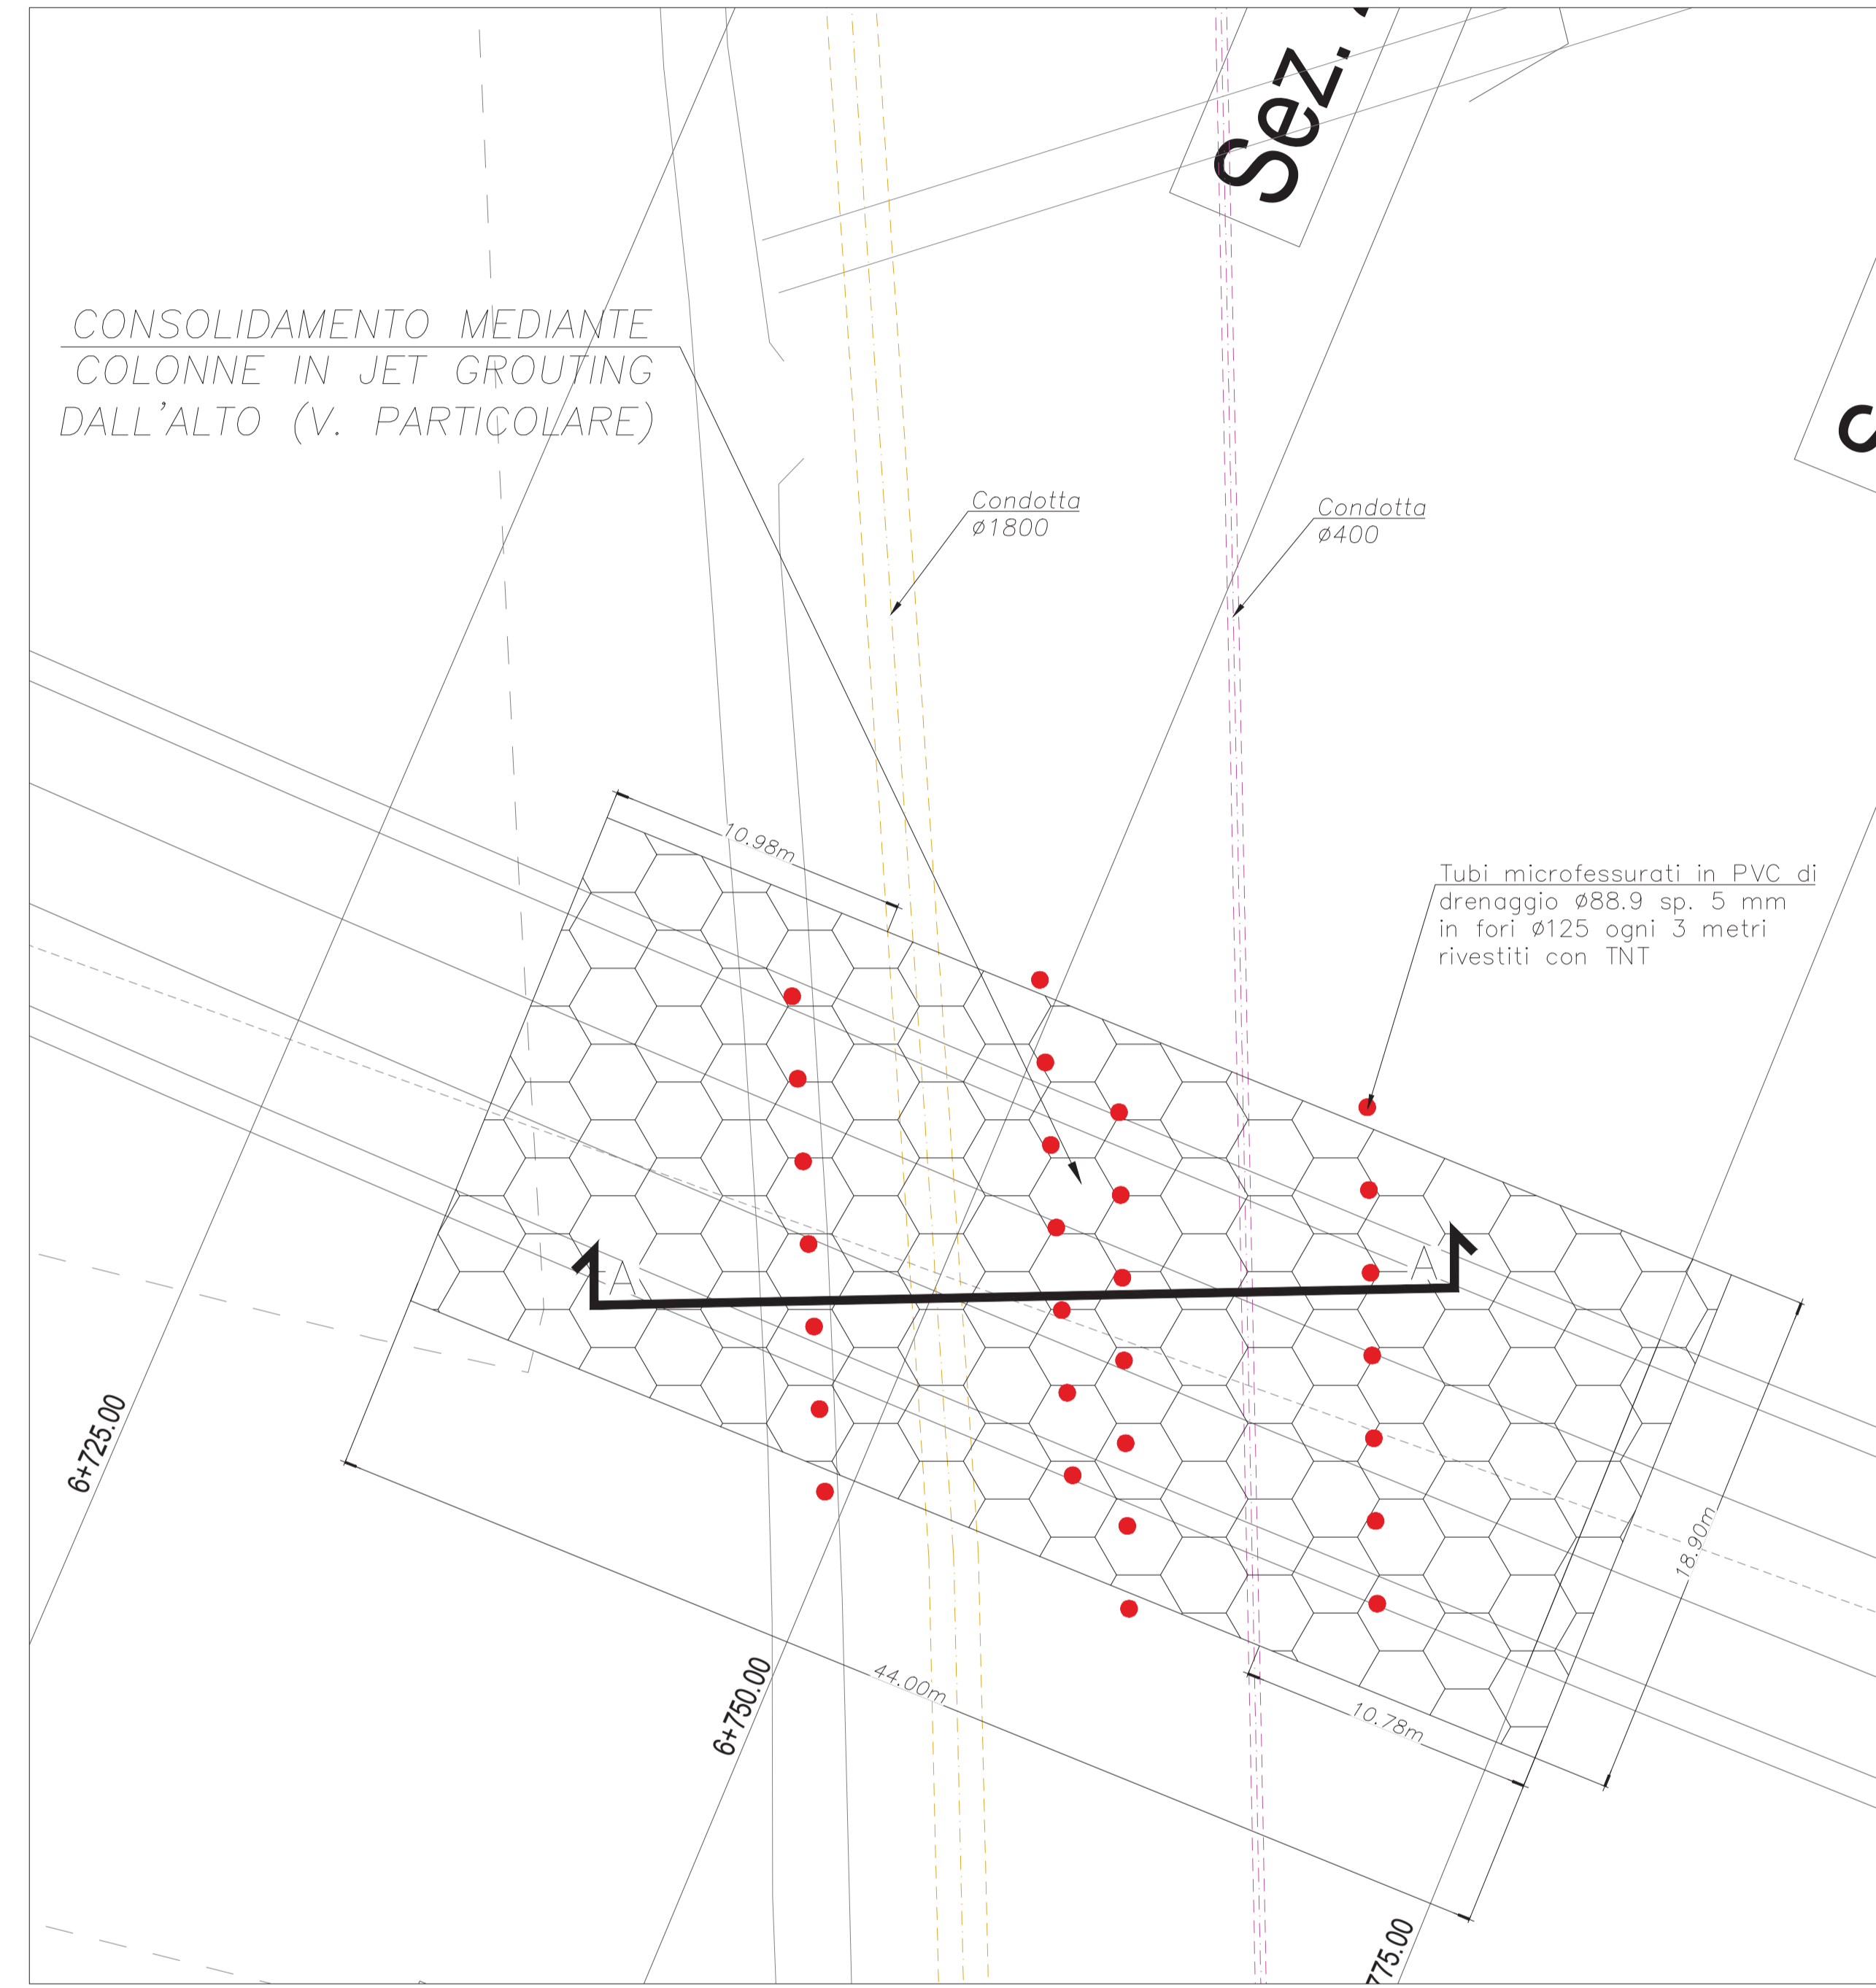 Sez.
CONSOLIDAMENTO MEDIANTE
COLONNE IN JET GROUTING
DALL'ALTO (V. PARTICOLARE)
Condotta
ø1800
Condotta
ø400
10.98m
Tubi microfessurati in PVC di
drenaggio Ø88.9 sp. 5 mm
in fori Ø125 ogni 3 metri
rivestiti con TNT
A
A
6+725.00
18.90m
6+750.00
44.00m
10.78m
775.00